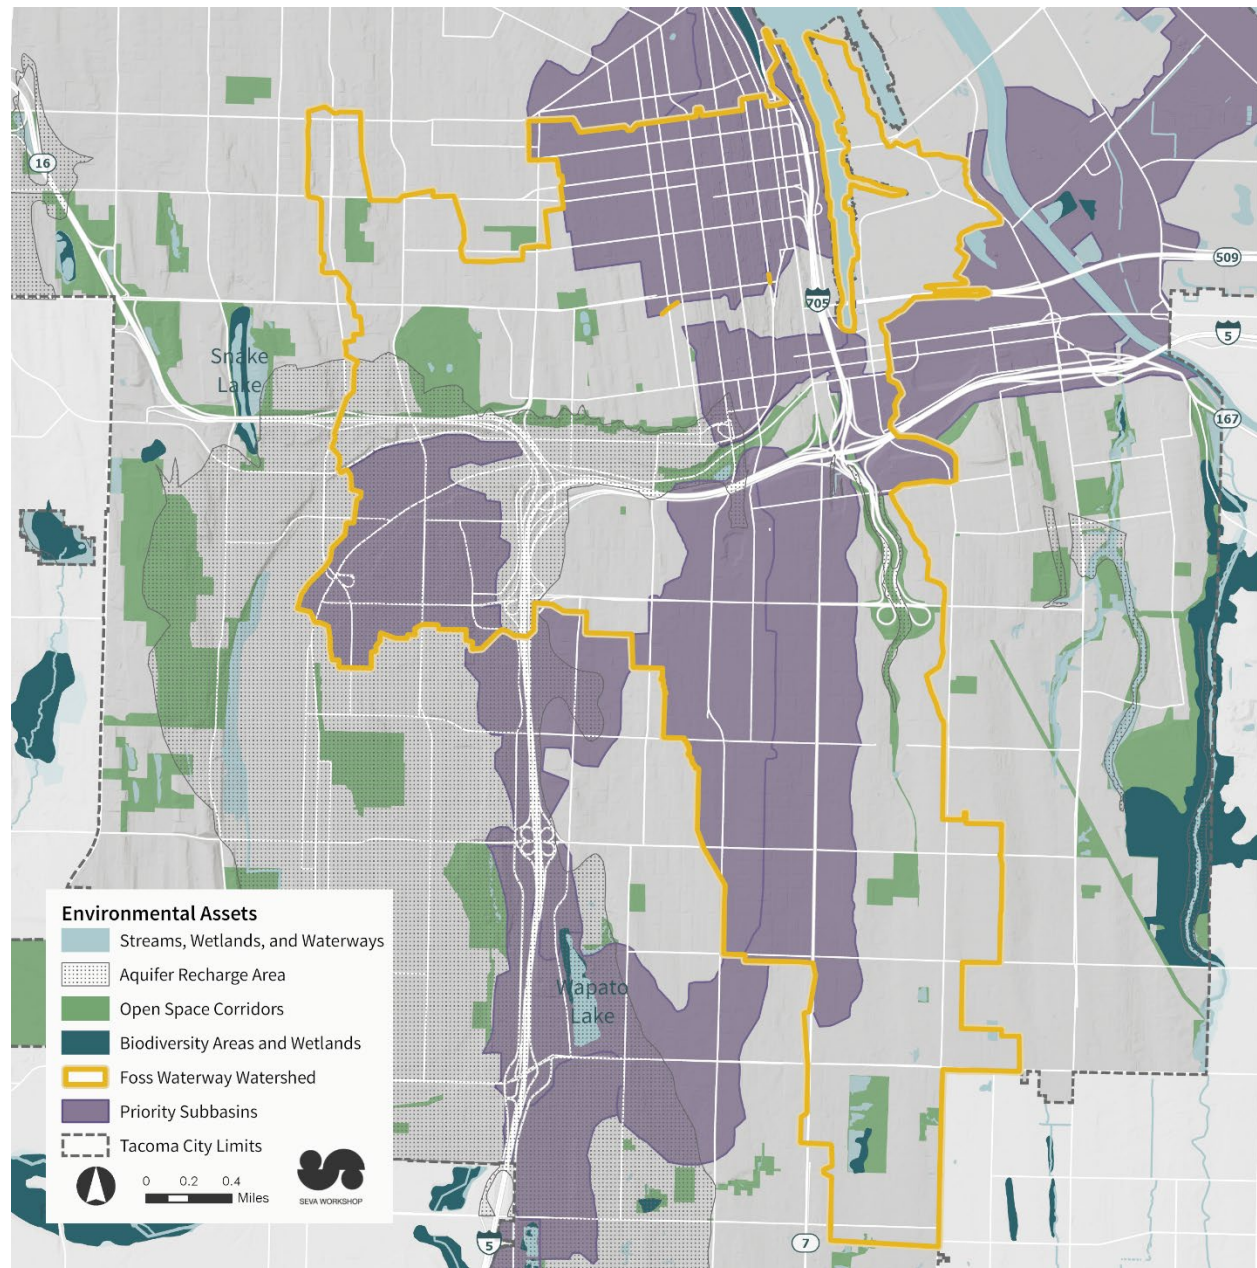 16
509
705
5
Snake
Lake
167
Environmental Assets
Streams, Wetlands, and Waterways
Aquifer Recharge Area
Open Space Corridors
Biodiversity Areas and Wetlands
Foss Waterway Watershed
Priority Subbasins
Tacoma City Limits
0 0.2 0.4
Miles
SEVA WORKSHOP
Wapato
Lake
5
7